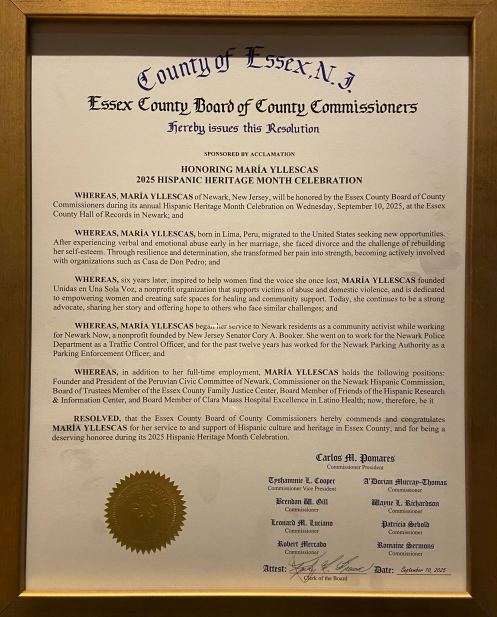 County of Essex, N.J.
Essex County Board of County Commissioners
Hereby issues this Resolution
SPONSORED BY ACCLAMATION
HONORING MARÍA YLLESCAS
2025 HISPANIC HERITAGE MONTH CELEBRATION
WHEREAS, MARÍA YLLESCAS of Newark, New Jersey, will be honored by the Essex County Board of County
Commissioners during its annual Hispanic Heritage Month Celebration on Wednesday, September 10, 2025, at the Essex
County Hall of Records in Newark; and
WHEREAS, MARÍA YLLESCAS, born in Lima, Peru, migrated to the United States seeking new opportunities.
After experiencing verbal and emotional abuse early in her marriage, she faced divorce and the challenge of rebuilding
her self-esteem. Through resilience and determination, she transformed her pain into strength, becoming actively involved
with organizations such as Casa de Don Pedro; and
WHEREAS, six years later, inspired to help women find the voice she once lost, MARÍA YLLESCAS founded
Unidas en Una Sola Voz, a nonprofit organization that supports victims of abuse and domestic violence, and is dedicated
to empowering women and creating safe spaces for healing and community support. Today, she continues to be a strong
advocate, sharing her story and offering hope to others who face similar challenges; and
WHEREAS, MARÍA YLLESCAS began her service to Newark residents as a community activist while working
for Newark Now, a nonprofit founded by New Jersey Senator Cory A. Booker. She went on to work for the Newark Police
Department as a Traffic Control Officer, and for the past twelve years has worked for the Newark Parking Authority as a
Parking Enforcement Officer; and
WHEREAS, in addition to her full-time employment, MARÍA YLLESCAS holds the following positions:
Founder and President of the Peruvian Civic Committee of Newark, Commissioner on the Newark Hispanic Commission,
Board of Trustees Member of the Essex County Family Justice Center, Board Member of Friends of the Hispanic Research
& Information Center, and Board Member of Clara Maass Hospital Excellence in Latino Health; now, therefore, be it
RESOLVED, that the Essex County Board of County Commissioners hereby commends and congratulates
MARÍA YLLESCAS for her service to and support of Hispanic culture and heritage in Essex County; and for being a
deserving honoree during its 2025 Hispanic Heritage Month Celebration.
Carlos M. Pomares
Commissioner President
Tyshammie L. Cooper
Commissioner Vice President
A'Dorian Murray-Thomas
Commissioner
Brendan W. Gill
Commissioner
Wayne L. Richardson
Commissioner
Leonard M. Luciano
Commissioner
Patricia Sebold
Commissioner
Robert Mercado
Commissioner
Romaine Sermons
Commissioner
Attest:
Date: September 10, 2025
Clerk of the Board